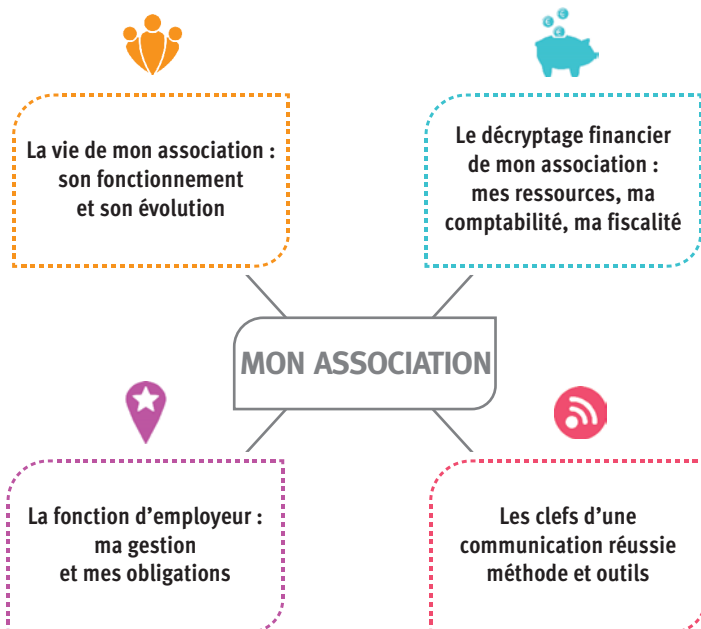 La vie de mon association :
son fonctionnement
et son évolution
Le décryptage financier
de mon association :
mes ressources, ma
comptabilité, ma fiscalité
MON ASSOCIATION
La fonction d’employeur :
ma gestion
et mes obligations
Les clefs d’une
communication réussie
méthode et outils